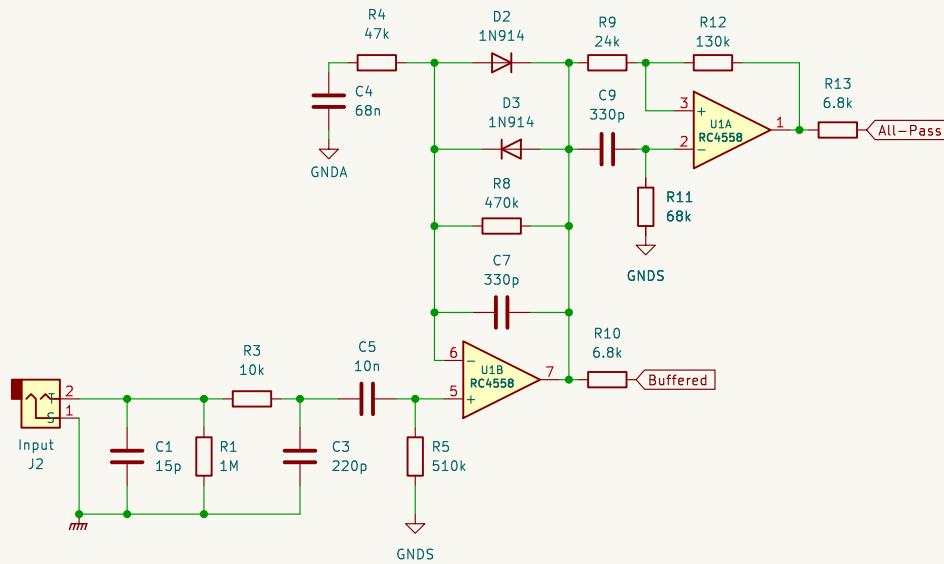 R4
47k
D2
1N914
R9
24k
R12
130k
C4
68n
GNDA
D3
1N914
C9
330p
3
+
U1A
RC4558
2
−
1
R13
6.8k
All-Pass
R8
470k
R11
68k
GNDS
C7
330p
R10
6.8k
6
−
U1B
RC4558
5
+
7
Buffered
R3
10k
C5
10n
2
T
1
S
Input
J2
C1
15p
R1
1M
C3
220p
R5
510k
GNDS